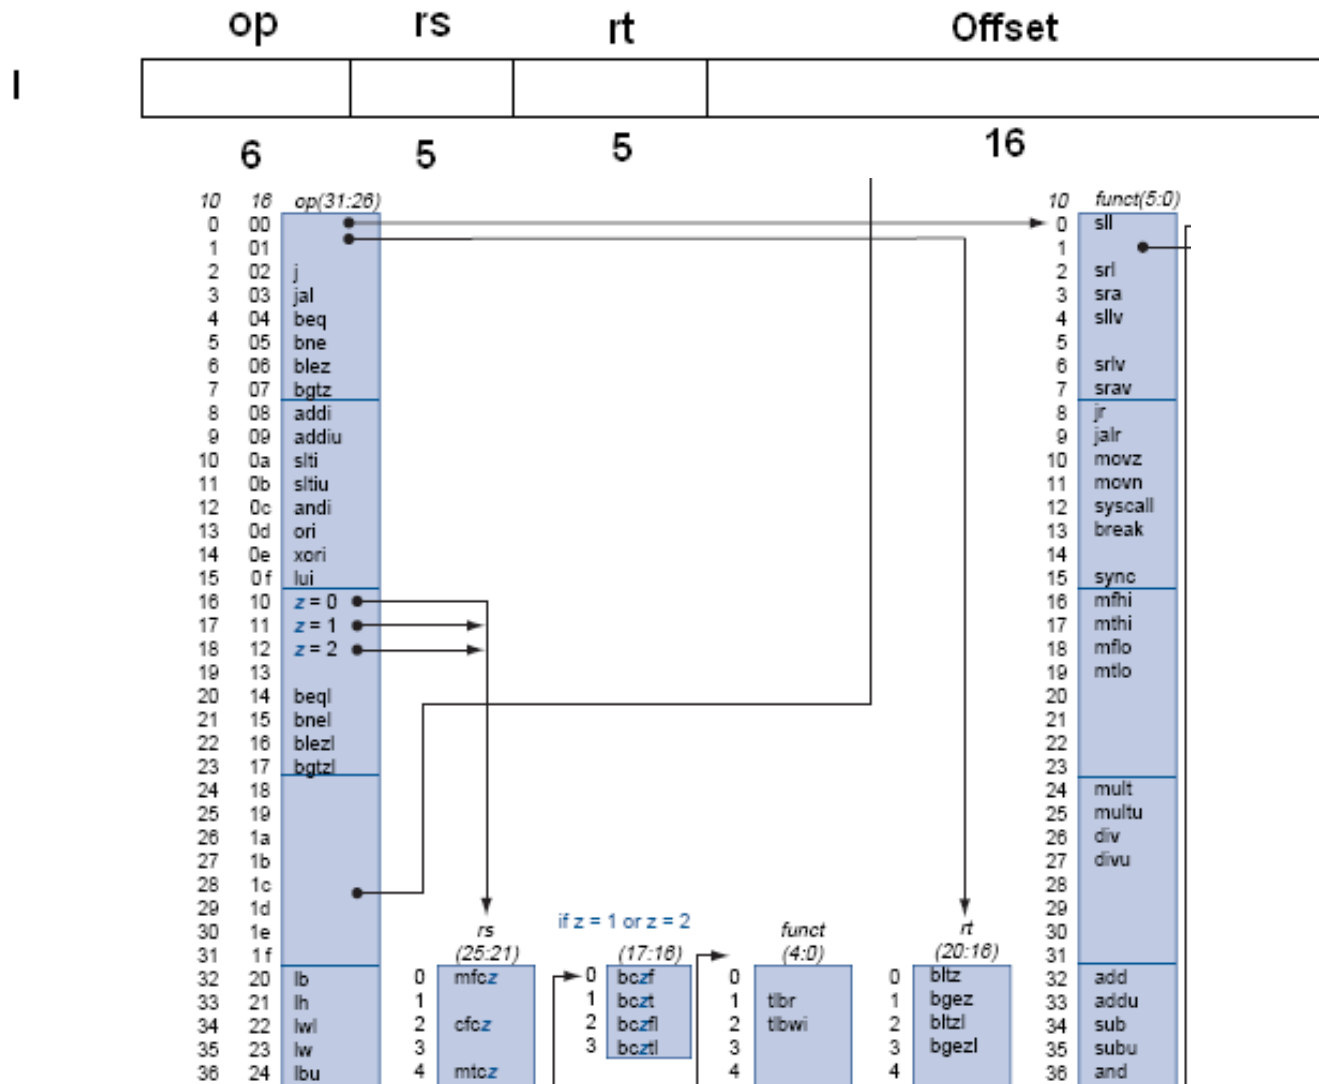 op rs rt Offset
I
6 5 5 16
10 16 op(31:26) 10 funct(5:0)
0 00 0 sll
1 01 1
2 02 j 2 srl
3 03 jal 3 sra
4 04 beq 4 sllv
5 05 bne 5
6 06 blez 6 srlv
7 07 bgtz 7 srav
8 08 addi 8 jr
9 09 addiu 9 jalr
10 0a slti 10 movz
11 0b sltiu 11 movn
12 0c andi 12 syscall
13 0d ori 13 break
14 0e xori 14
15 0f lui 15 sync
16 10 z = 0 16 mfhi
17 11 z = 1 17 mthi
18 12 z = 2 18 mflo
19 13 19 mtlo
20 14 beql 20
21 15 bnel 21
22 16 blezl 22
23 17 bgtzl 23
24 18 24 mult
25 19 25 multu
26 1a 26 div
27 1b 27 divu
28 1c 28
29 1d if z = 1 or z = 2 29
30 1e rs funct rt 30
31 1f (25:21) (17:16) (4:0) (20:16) 31
32 20 lb 0 mfcz 0 bczf 0 0 bltz 32 add
33 21 lh 1 1 bczt 1 tlbr 1 bgez 33 addu
34 22 lwl 2 cfcz 2 bczfl 2 tlbwi 2 bltzl 34 sub
35 23 lw 3 3 bcztl 3 3 bgezl 35 subu
36 24 lbu 4 mtcz 4 4 36 and